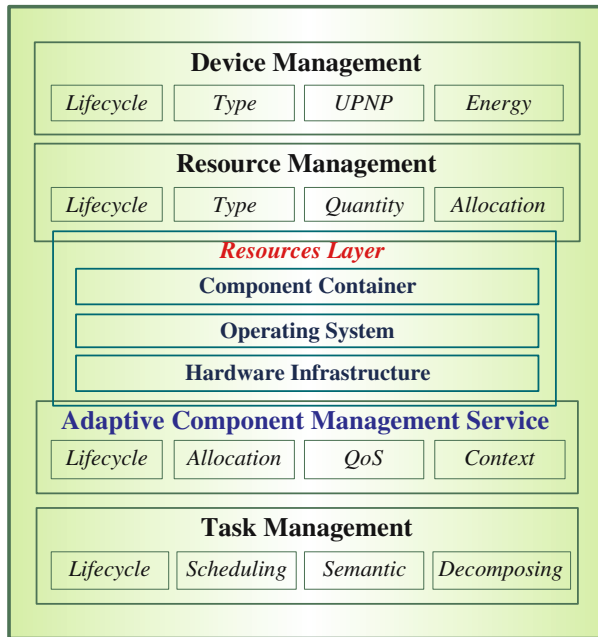 Device Management
Lifecycle Type UPNP Energy
Resource Management
Lifecycle Type Quantity Allocation
Resources Layer
Component Container
Operating System
Hardware Infrastructure
Adaptive Component Management Service
Lifecycle Allocation QoS Context
Task Management
Lifecycle Scheduling Semantic Decomposing